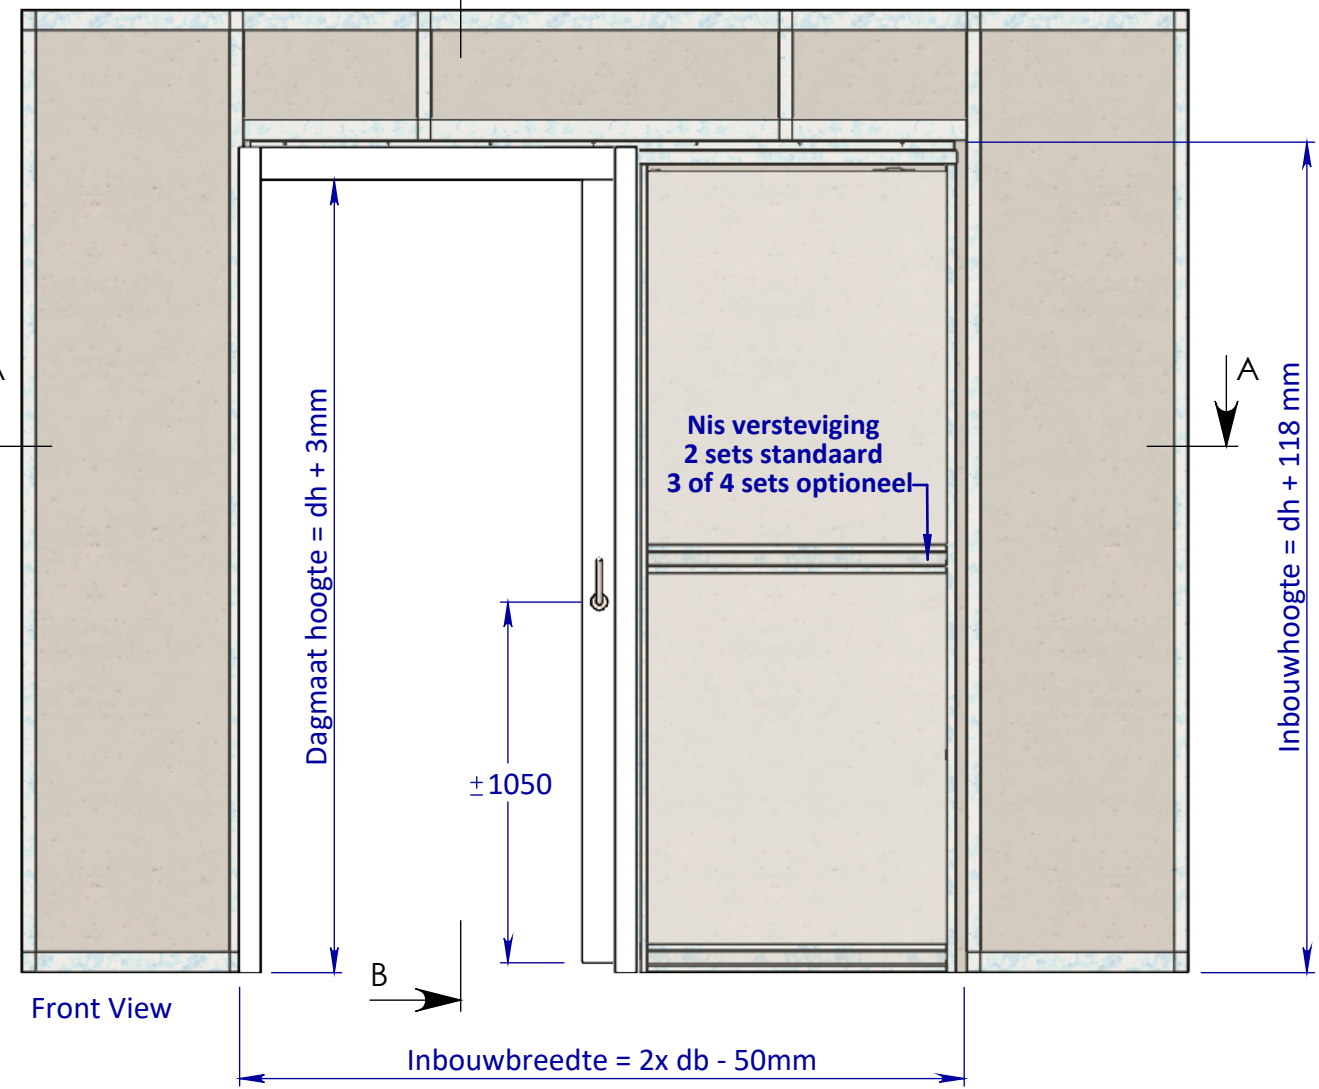 A
A
Nis versteviging
2 sets standaard
3 of 4 sets optioneel
Dagmaat hoogte = dh + 3mm
Inbouwhoogte = dh + 118 mm
±1050
B
Front View
Inbouwbreedte = 2x db - 50mm